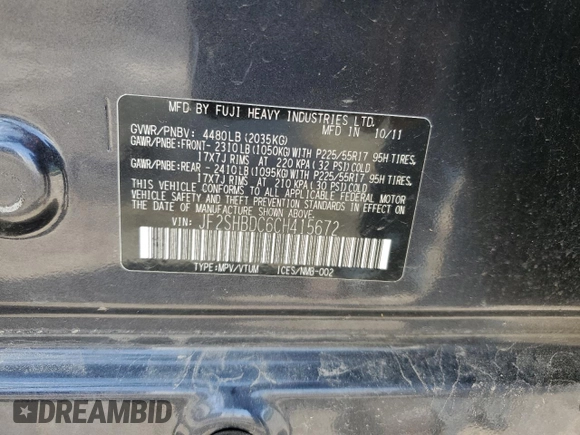 MFD BY FUJI HEAVY INDUSTRIES LTD.
MFD IN 10/11
GVWR/PNBV: 4480LB (2035KG)
GAWR/PNBE:FRONT- 2310LB(1050KG)WITH P225/55R17 95H TIRES,
17X7J RIMS AT 220 KPA( 32 PSI)COLD
GAWR/PNBE:REAR - 2410LB(1095KG)WITH P225/55R17 95H TIRES,
17X7J RIMS AT 210 KPA( 30 PSI)COLD
THIS VEHICLE CONFORMS TO ALL APPLICABLE FEDERAL MOTOR
VEHICLE SAFETY AND THEFT PREVENTION STANDARDS IN EFFECT
ON THE DATE OF MANUFACTURE SHOWN ABOVE.
VIN: JF2SHBDC6CH415672
TYPE:MPV/VTUM ICES/NMB-002
DREAMBID